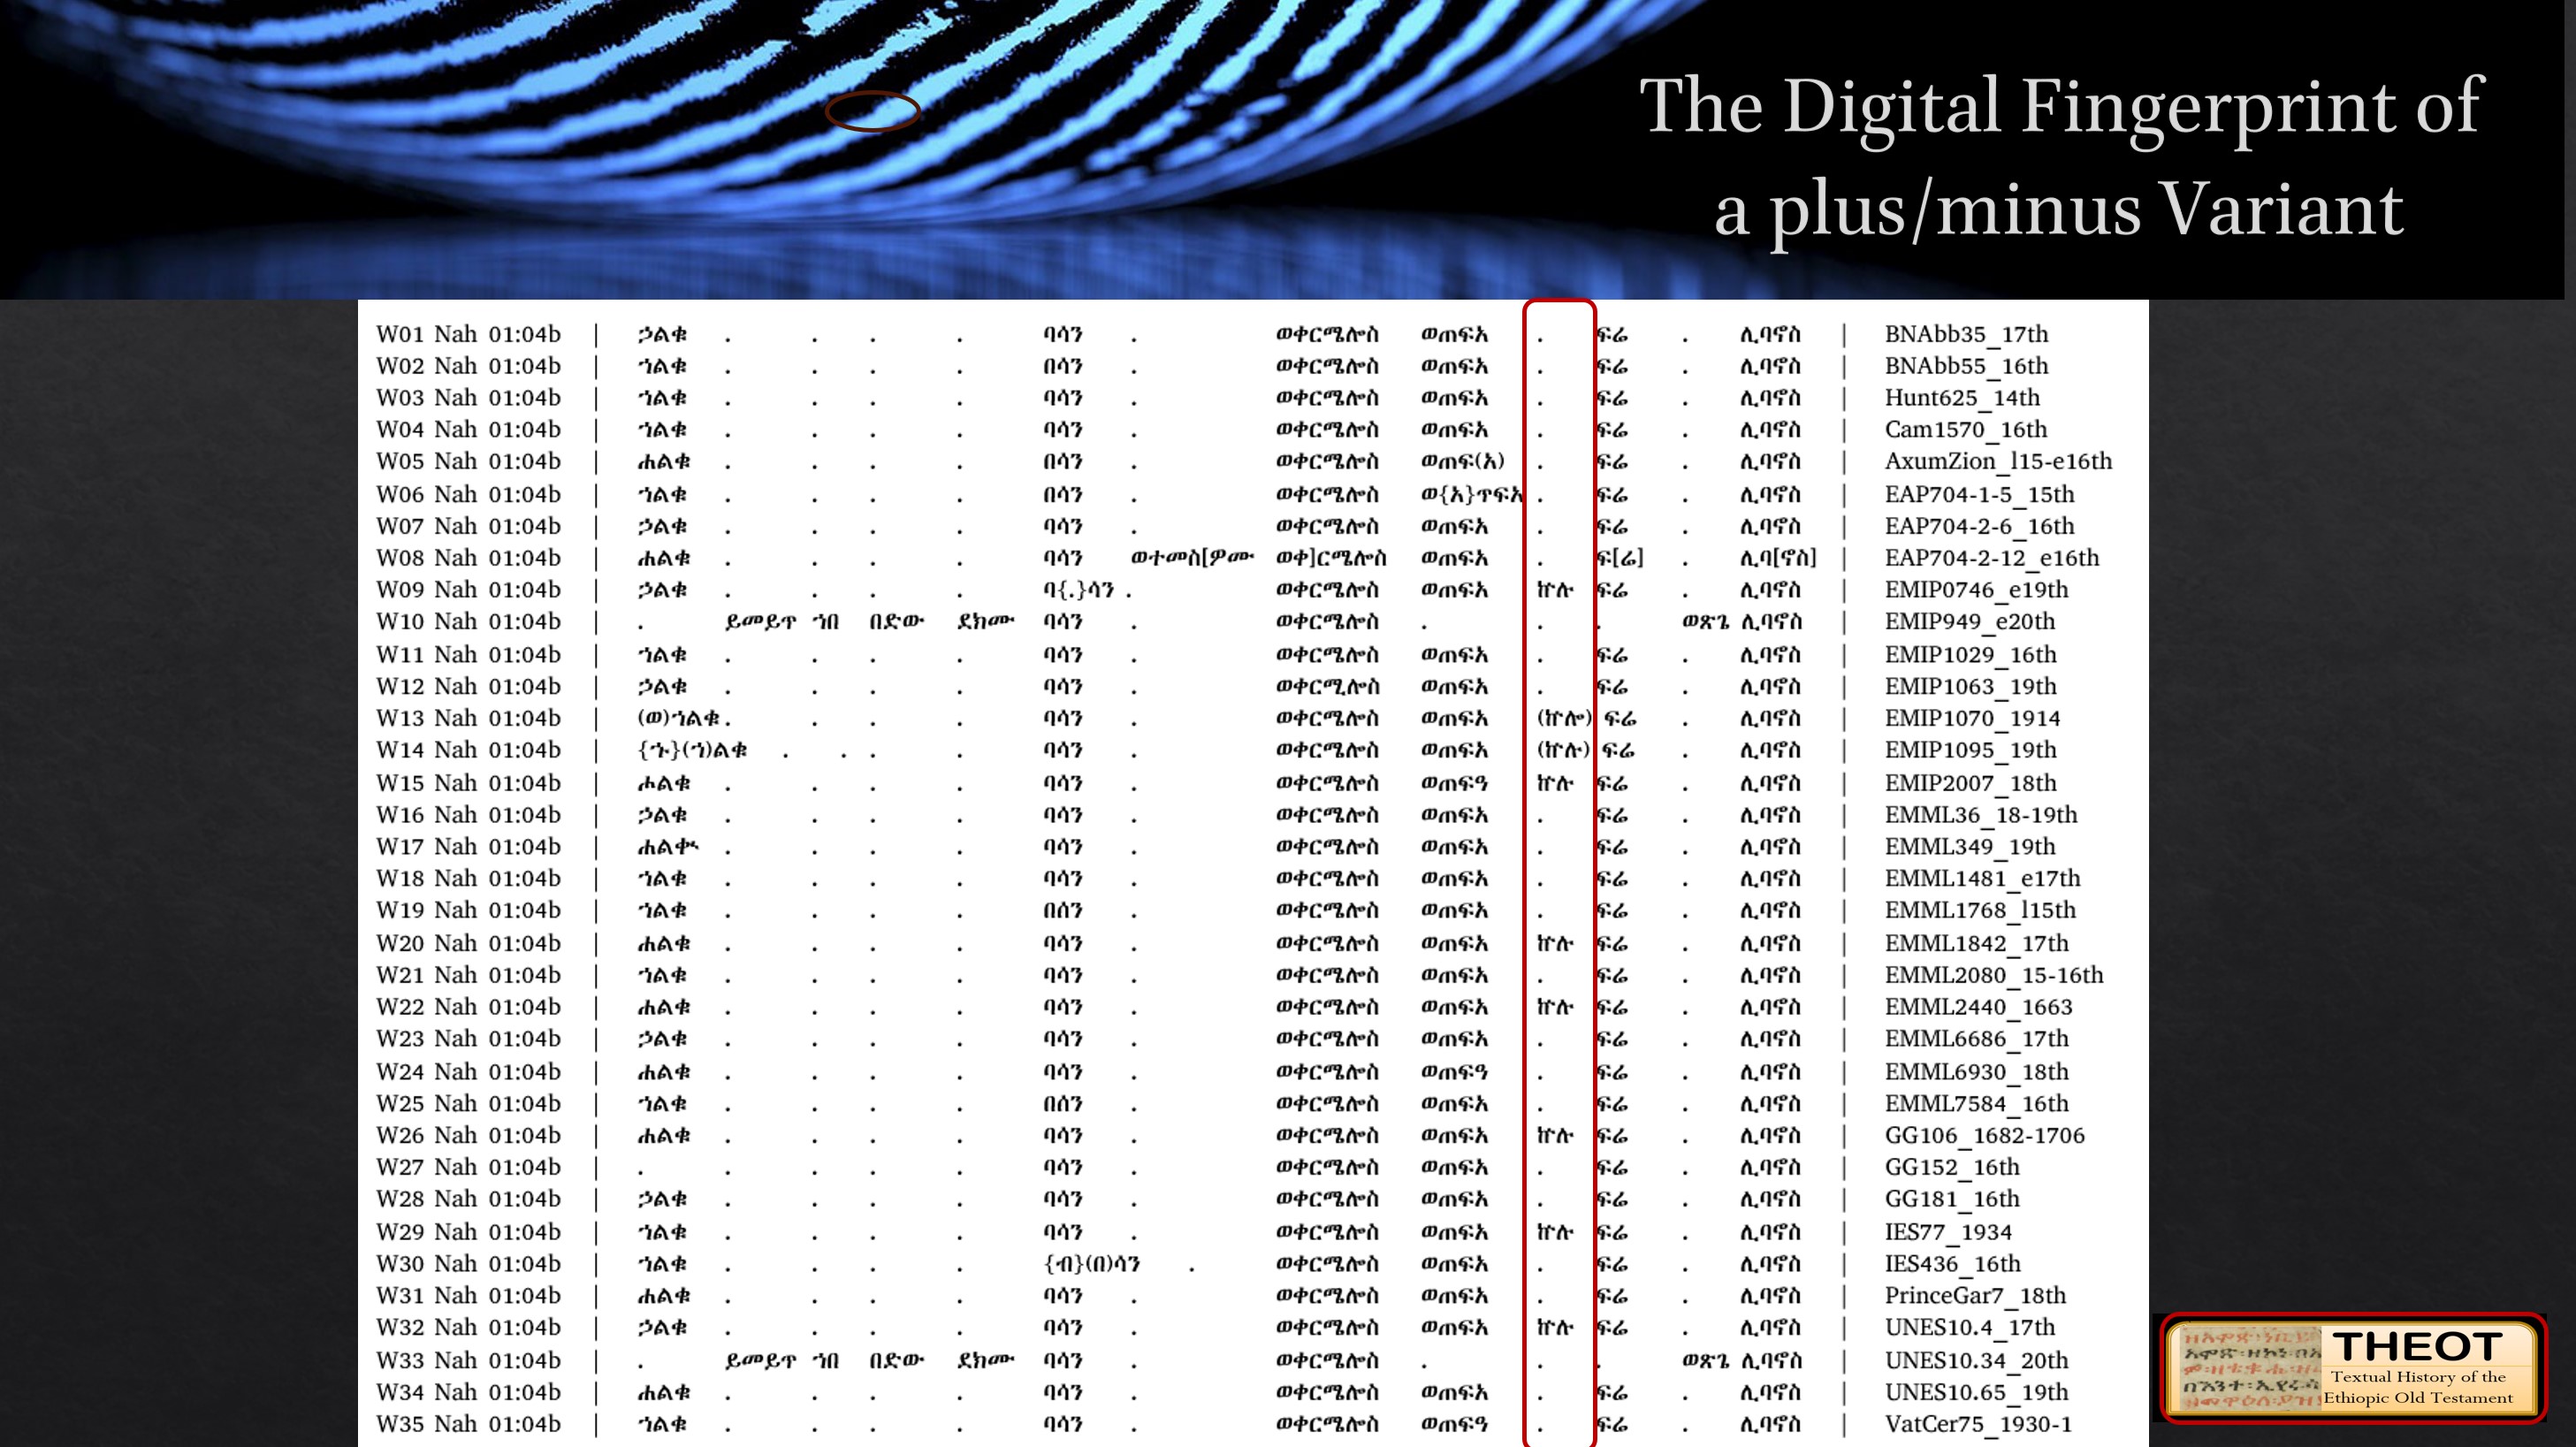 The Digital Fingerprint of
a plus/minus Variant
W01 Nah 01:04b | ኃልቁ . . . . ባሳን . ወቀርሜሎስ ወጠፍአ . ፍሬ . ሊባኖስ | BNAbb35_17th
W02 Nah 01:04b | ኀልቁ . . . . በሳን . ወቀርሜሎስ ወጠፍአ . ፍሬ . ሊባኖስ | BNAbb55_16th
W03 Nah 01:04b | ኀልቁ . . . . ባሳን . ወቀርሜሎስ ወጠፍአ . ፍሬ . ሊባኖስ | Hunt625_14th
W04 Nah 01:04b | ኀልቁ . . . . ባሳን . ወቀርሜሎስ ወጠፍአ . ፍሬ . ሊባኖስ | Cam1570_16th
W05 Nah 01:04b | ሐልቁ . . . . በሳን . ወቀርሜሎስ ወጠፍ(አ) . ፍሬ . ሊባኖስ | AxumZion_l15-e16th
W06 Nah 01:04b | ኀልቁ . . . . በሳን . ወቀርሜሎስ ወ{አ}ጥፍአ . ፍሬ . ሊባኖስ | EAP704-1-5_15th
W07 Nah 01:04b | ኃልቁ . . . . ባሳን . ወቀርሜሎስ ወጠፍአ . ፍሬ . ሊባኖስ | EAP704-2-6_16th
W08 Nah 01:04b | ሐልቁ . . . . ባሳን ወተመስ[ዎሙ ወቀ]ርሜሎስ ወጠፍአ . ፍ[ሬ] . ሊባ[ኖስ] | EAP704-2-12_e16th
W09 Nah 01:04b | ኃልቁ . . . . ባ{.}ሳን . ወቀርሜሎስ ወጠፍአ ኵሉ ፍሬ . ሊባኖስ | EMIP0746_e19th
W10 Nah 01:04b | . ይመይጥ ኀበ በድው ደክሙ ባሳን . ወቀርሜሎስ . . . ወጽጌ ሊባኖስ | EMIP949_e20th
W11 Nah 01:04b | ኀልቁ . . . . ባሳን . ወቀርሜሎስ ወጠፍአ . ፍሬ . ሊባኖስ | EMIP1029_16th
W12 Nah 01:04b | ኃልቁ . . . . ባሳን . ወቀርሚሎስ ወጠፍአ . ፍሬ . ሊባኖስ | EMIP1063_19th
W13 Nah 01:04b | (ወ)ኀልቁ . . . . ባሳን . ወቀርሜሎስ ወጠፍአ (ኵሎ) ፍሬ . ሊባኖስ | EMIP1070_1914
W14 Nah 01:04b | {ኁ}(ኀ)ልቁ . . . . ባሳን . ወቀርሜሎስ ወጠፍአ (ኵሉ) ፍሬ . ሊባኖስ | EMIP1095_19th
W15 Nah 01:04b | ሖልቁ . . . . ባሳን . ወቀርሜሎስ ወጠፍዓ ኵሉ ፍሬ . ሊባኖስ | EMIP2007_18th
W16 Nah 01:04b | ኃልቁ . . . . ባሳን . ወቀርሜሎስ ወጠፍአ . ፍሬ . ሊባኖስ | EMML36_18-19th
W17 Nah 01:04b | ሐልቍ . . . . ባሳን . ወቀርሜሎስ ወጠፍአ . ፍሬ . ሊባኖስ | EMML349_19th
W18 Nah 01:04b | ኀልቁ . . . . ባሳን . ወቀርሜሎስ ወጠፍአ . ፍሬ . ሊባኖስ | EMML1481_e17th
W19 Nah 01:04b | ኀልቁ . . . . በሰን . ወቀርሜሎስ ወጠፍአ . ፍሬ . ሊባኖስ | EMML1768_l15th
W20 Nah 01:04b | ሐልቁ . . . . ባሳን . ወቀርሜሎስ ወጠፍአ ኵሉ ፍሬ . ሊባኖስ | EMML1842_17th
W21 Nah 01:04b | ኀልቁ . . . . ባሳን . ወቀርሜሎስ ወጠፍአ . ፍሬ . ሊባኖስ | EMML2080_15-16th
W22 Nah 01:04b | ሐልቁ . . . . ባሳን . ወቀርሜሎስ ወጠፍአ ኵሉ ፍሬ . ሊባኖስ | EMML2440_1663
W23 Nah 01:04b | ኃልቁ . . . . ባሳን . ወቀርሜሎስ ወጠፍአ . ፍሬ . ሊባኖስ | EMML6686_17th
W24 Nah 01:04b | ሐልቁ . . . . ባሳን . ወቀርሜሎስ ወጠፍዓ . ፍሬ . ሊባኖስ | EMML6930_18th
W25 Nah 01:04b | ኀልቁ . . . . በሰን . ወቀርሜሎስ ወጠፍአ . ፍሬ . ሊባኖስ | EMML7584_16th
W26 Nah 01:04b | ሐልቁ . . . . ባሳን . ወቀርሜሎስ ወጠፍአ ኵሉ ፍሬ . ሊባኖስ | GG106_1682-1706
W27 Nah 01:04b | . . . . . ባሳን . ወቀርሜሎስ ወጠፍአ . ፍሬ . ሊባኖስ | GG152_16th
W28 Nah 01:04b | ኃልቁ . . . . ባሳን . ወቀርሜሎስ ወጠፍአ . ፍሬ . ሊባኖስ | GG181_16th
W29 Nah 01:04b | ኀልቁ . . . . ባሳን . ወቀርሜሎስ ወጠፍአ ኵሉ ፍሬ . ሊባኖስ | IES77_1934
W30 Nah 01:04b | ኀልቁ . . . . {ብ}(በ)ሳን . ወቀርሜሎስ ወጠፍአ . ፍሬ . ሊባኖስ | IES436_16th
W31 Nah 01:04b | ሐልቁ . . . . ባሳን . ወቀርሜሎስ ወጠፍአ . ፍሬ . ሊባኖስ | PrinceGar7_18th
W32 Nah 01:04b | ኃልቁ . . . . ባሳን . ወቀርሜሎስ ወጠፍአ ኵሉ ፍሬ . ሊባኖስ | UNES10.4_17th
W33 Nah 01:04b | . ይመይጥ ኀበ በድው ደክሙ ባሳን . ወቀርሜሎስ . . . ወጽጌ ሊባኖስ | UNES10.34_20th
W34 Nah 01:04b | ሐልቁ . . . . ባሳን . ወቀርሜሎስ ወጠፍአ . ፍሬ . ሊባኖስ | UNES10.65_19th
W35 Nah 01:04b | ኀልቁ . . . . ባሳን . ወቀርሜሎስ ወጠፍዓ . ፍሬ . ሊባኖስ | VatCer75_1930-1
THEOT
Textual History of the
Ethiopic Old Testament